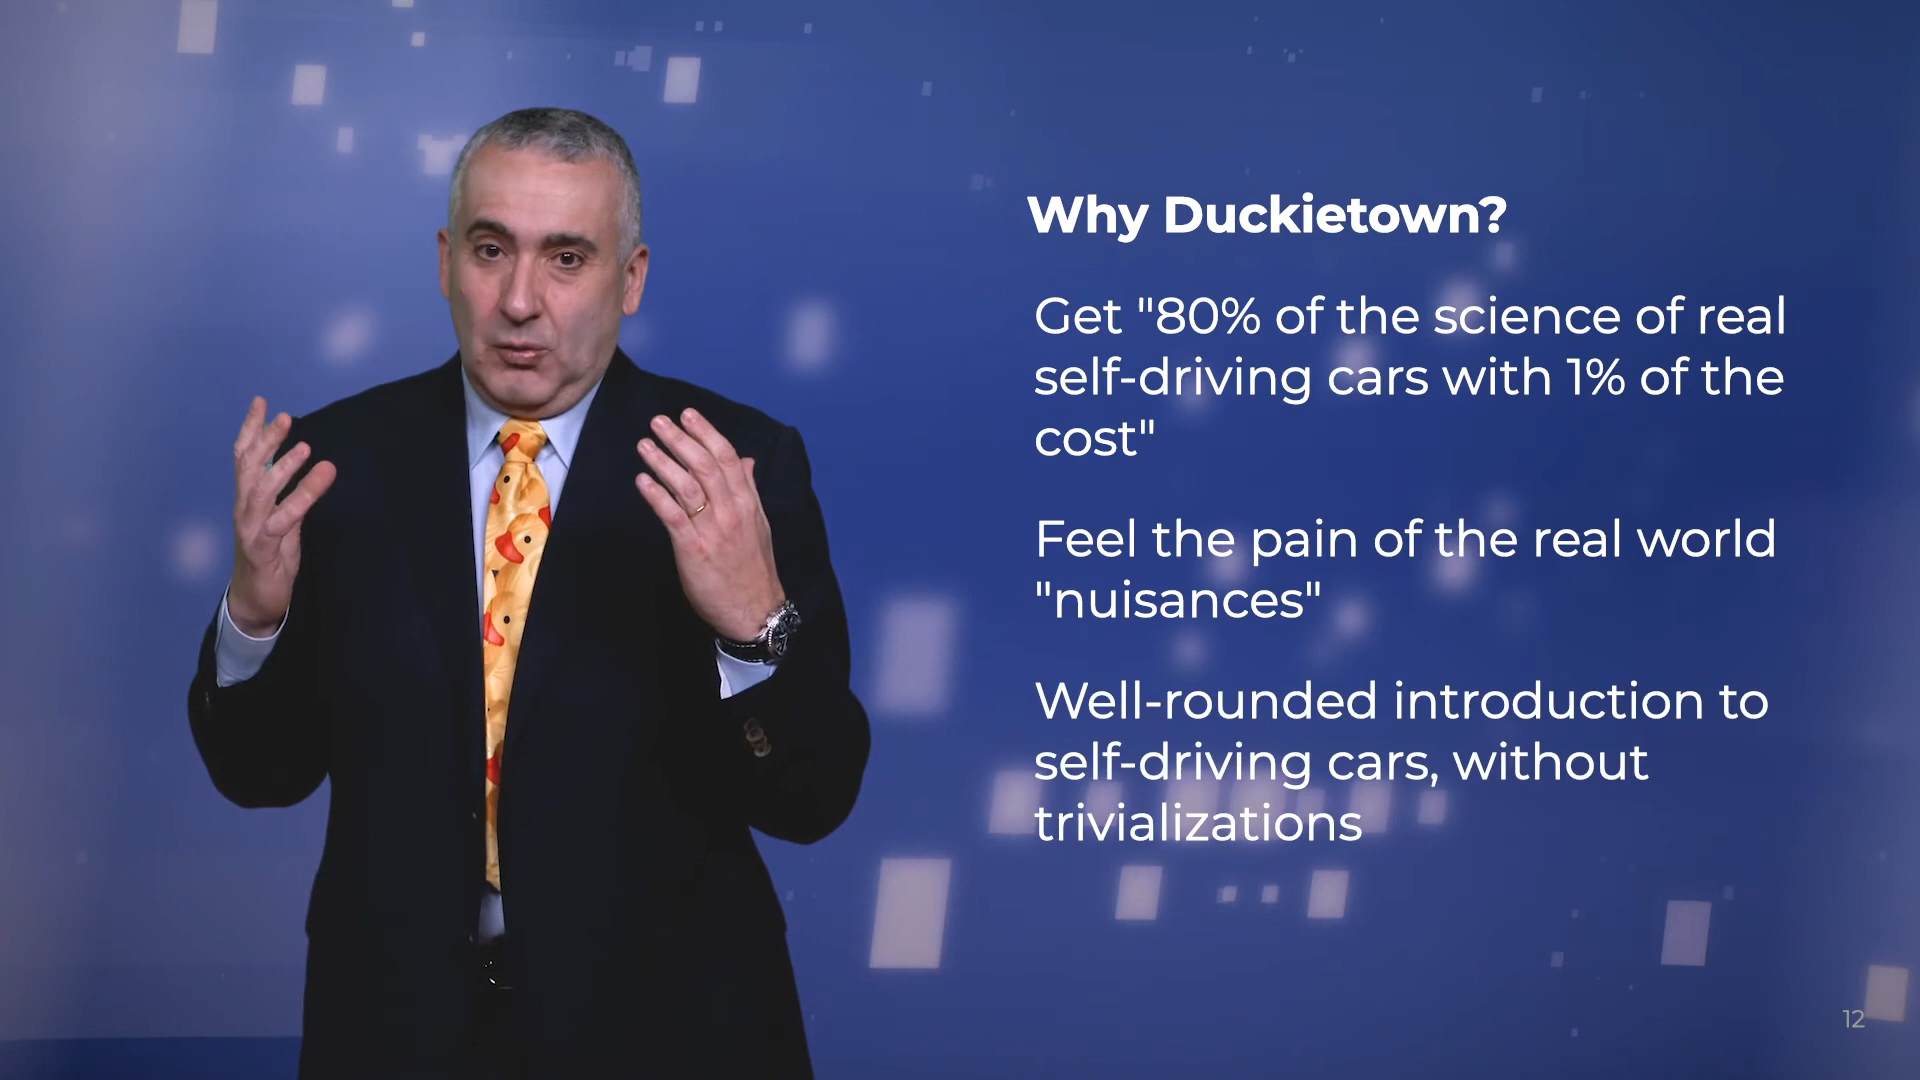 Why Duckietown?
Get "80% of the science of real
self-driving cars with 1% of the
cost"
Feel the pain of the real world
"nuisances"
Well-rounded introduction to
self-driving cars, without
trivializations
12